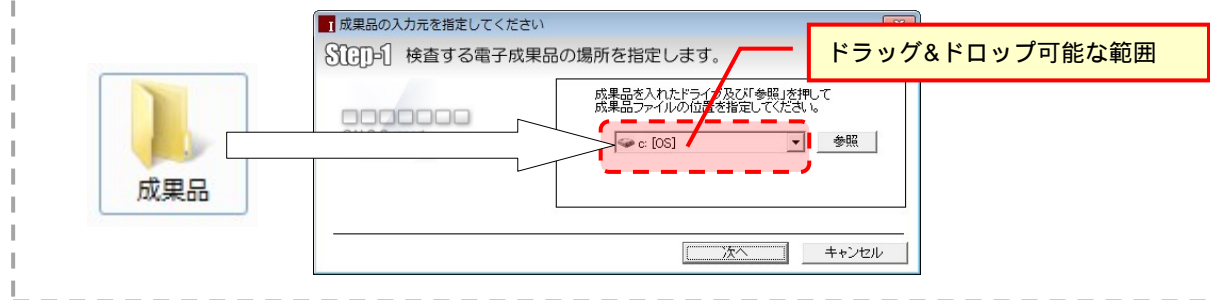 成果品の入力元を指定してください
Step-1 検査する電子成果品の場所を指定します。
ドラッグ&ドロップ可能な範囲
成果品を入れたドライブ及び「参照」を押して
成果品ファイルの位置を指定してください。
c: [OS]
参照
成果品
次へ
キャンセル